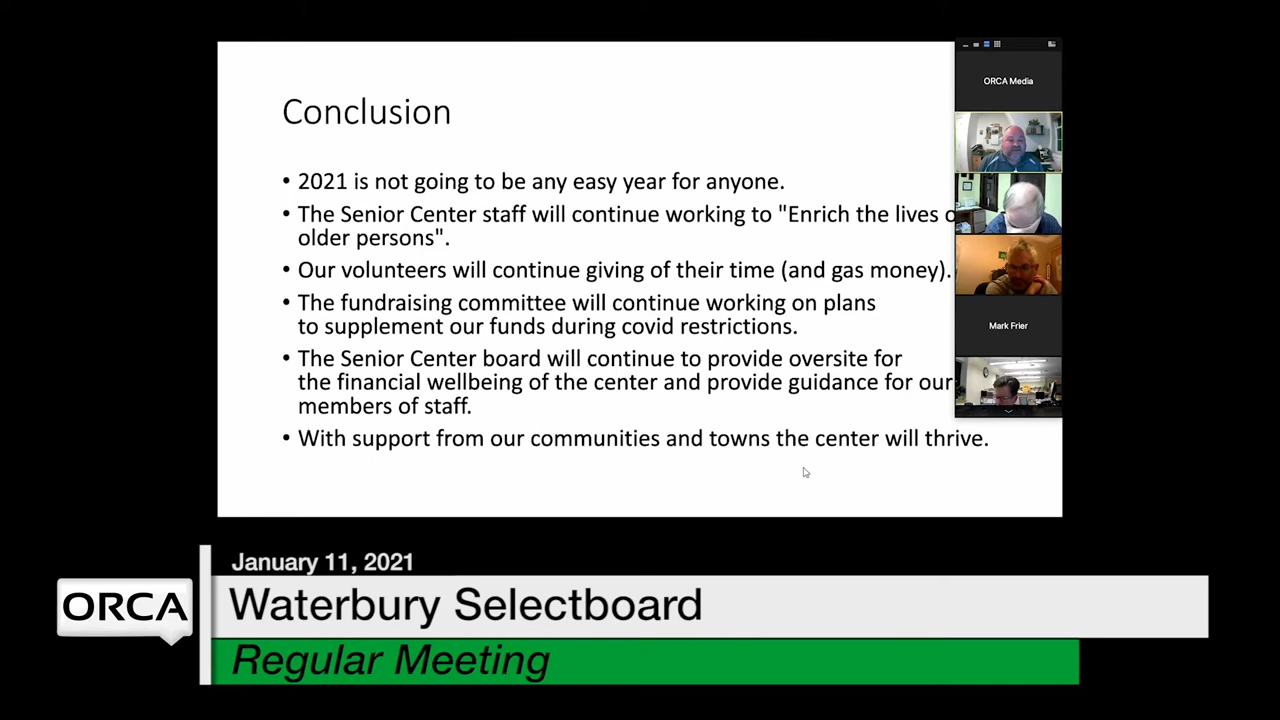 Conclusion
• 2021 is not going to be any easy year for anyone.
• The Senior Center staff will continue working to "Enrich the lives
older persons".
• Our volunteers will continue giving of their time (and gas money).
• The fundraising committee will continue working on plans
to supplement our funds during covid restrictions.
• The Senior Center board will continue to provide oversite for
the financial wellbeing of the center and provide guidance for our
members of staff.
• With support from our communities and towns the center will thrive.
ORCA Media
Mark Frier
January 11, 2021
ORCA
Waterbury Selectboard
Regular Meeting